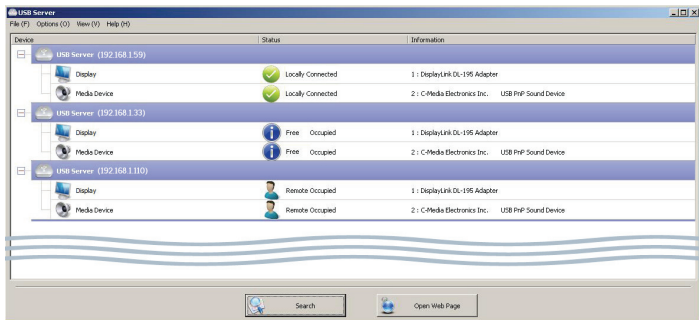 USB Server
File (F) Options (O) View (V) Help (H)
Device Status Information
USB Server (192.168.1.59)
Display Locally Connected 1 : DisplayLink DL-195 Adapter
Media Device Locally Connected 2 : C-Media Electronics Inc. USB PnP Sound Device
USB Server (192.168.1.33)
Display Free Occupied 1 : DisplayLink DL-195 Adapter
Media Device Free Occupied 2 : C-Media Electronics Inc. USB PnP Sound Device
USB Server (192.168.1.110)
Display Remote Occupied 1 : DisplayLink DL-195 Adapter
Media Device Remote Occupied 2 : C-Media Electronics Inc. USB PnP Sound Device
Search Open Web Page